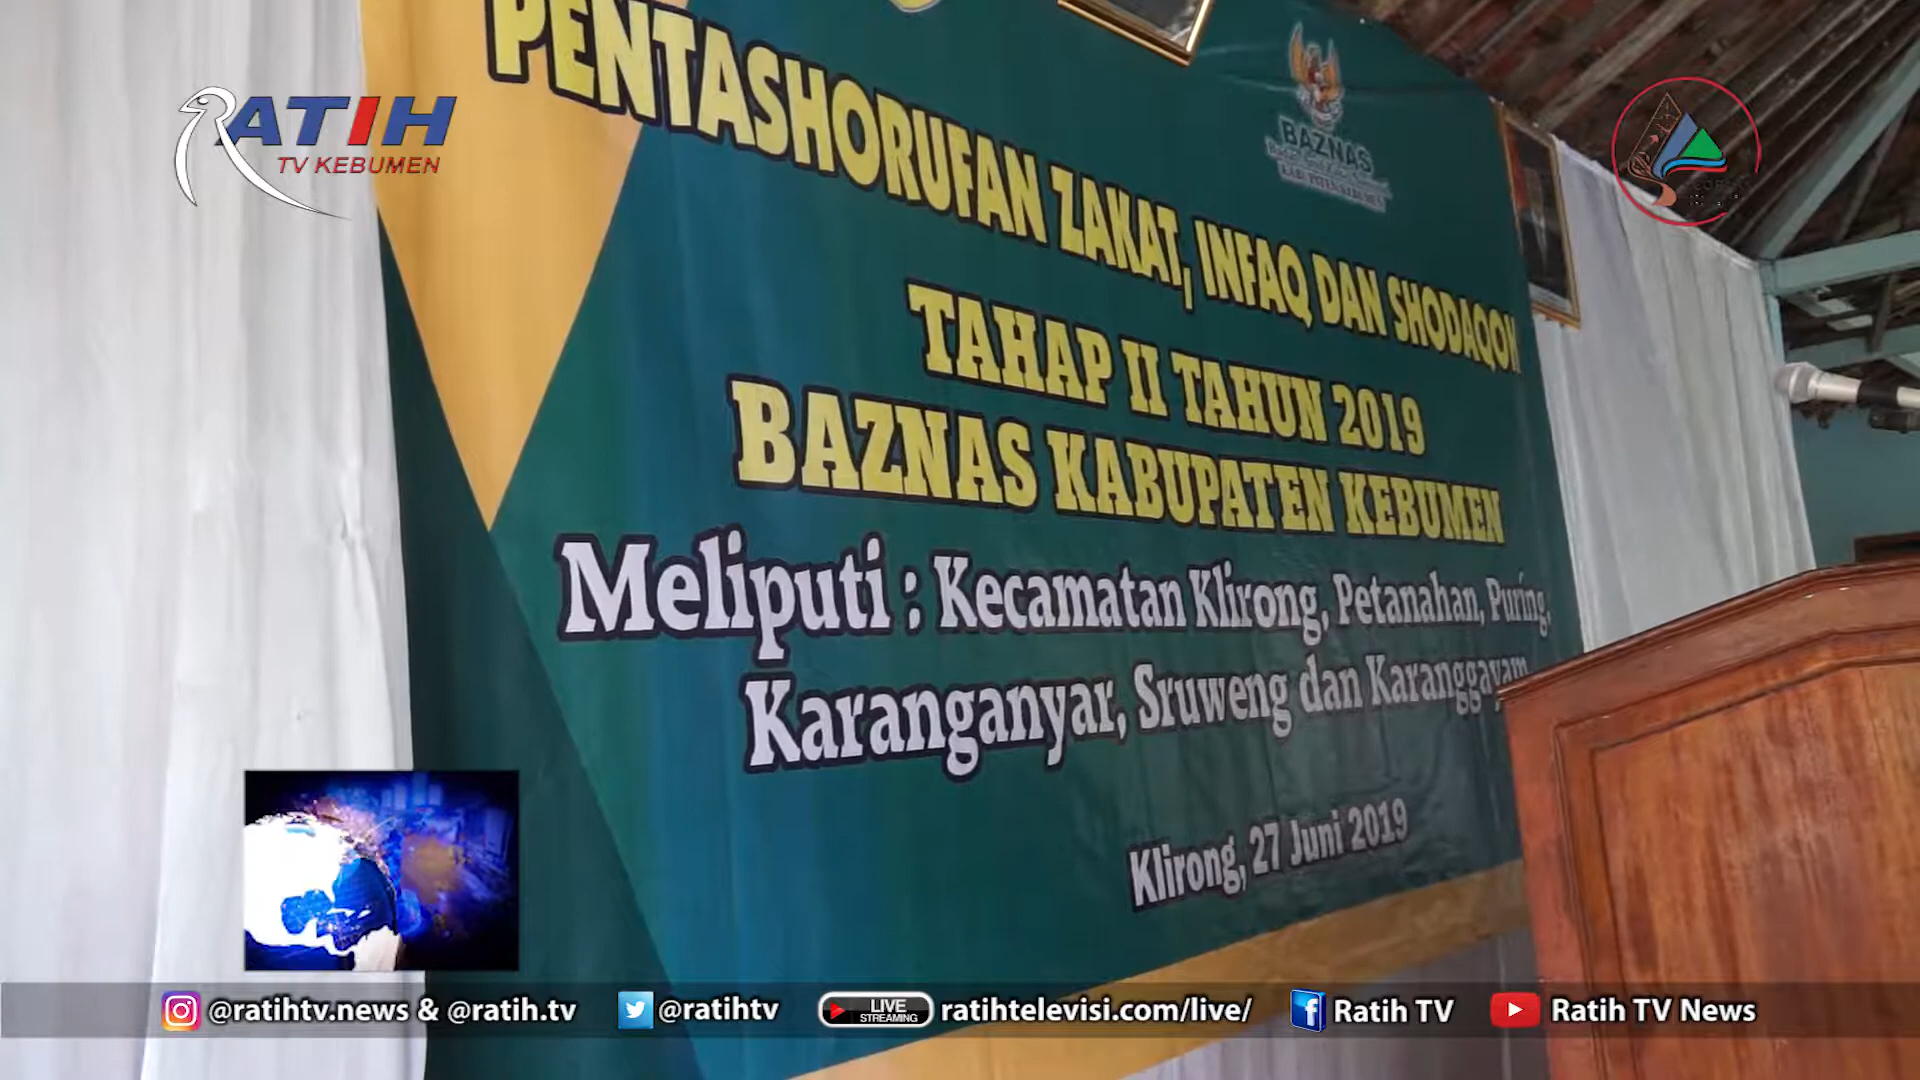 RATIH
TV KEBUMEN
PENTASHORUFAN ZAKAT, INFAQ DAN SHODAQOH
BAZNAS
KABUPATEN KEBUMEN
TAHAP II TAHUN 2019
BAZNAS KABUPATEN KEBUMEN
Meliputi : Kecamatan Klirong, Petanahan, Puring,
Karanganyar, Sruweng dan Karanggayam
Klirong, 27 Juni 2019
@ratihtv.news & @ratih.tv
@ratihtv
LIVE
STREAMING
ratihtelevisi.com/live/
Ratih TV
Ratih TV News